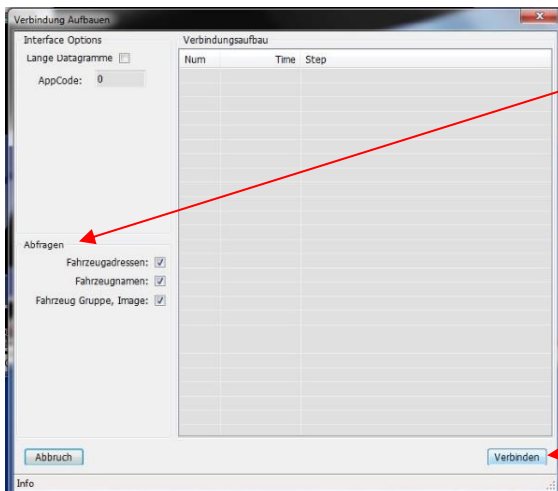 Verbindung Aufbauen
Interface Options
Lange Datagramme
AppCode: 0
Abfragen
Fahrzeugadressen:
Fahrzeugnamen:
Fahrzeug Gruppe, Image:
Verbindungsaufbau
Num Time Step
Abbruch
Verbinden
Info